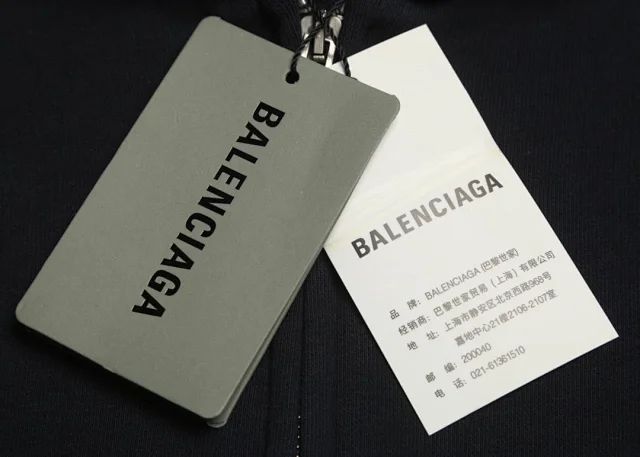 BALENCIAGA
BALENCIAGA
品 牌：BALENCIAGA (巴黎世家)
经销商：巴黎世家贸易（上海）有限公司
地 址：上海市静安区北京西路968号
嘉地中心21楼2106-2107室
邮 编：200040
电 话：021-61361510